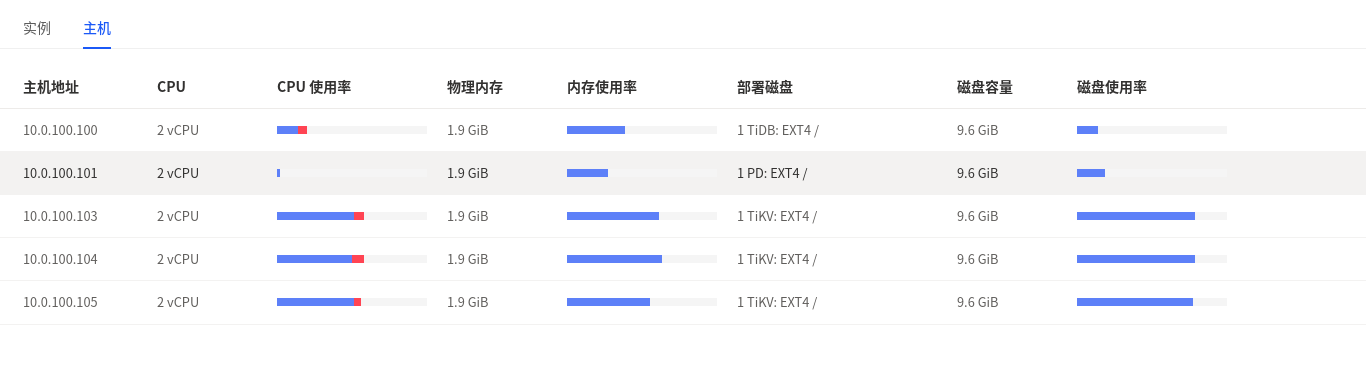 实例 主机
主机地址 CPU CPU 使用率 物理内存 内存使用率 部署磁盘 磁盘容量 磁盘使用率
10.0.100.100 2 vCPU 1.9 GiB 1 TiDB: EXT4 / 9.6 GiB
10.0.100.101 2 vCPU 1.9 GiB 1 PD: EXT4 / 9.6 GiB
10.0.100.103 2 vCPU 1.9 GiB 1 TiKV: EXT4 / 9.6 GiB
10.0.100.104 2 vCPU 1.9 GiB 1 TiKV: EXT4 / 9.6 GiB
10.0.100.105 2 vCPU 1.9 GiB 1 TiKV: EXT4 / 9.6 GiB